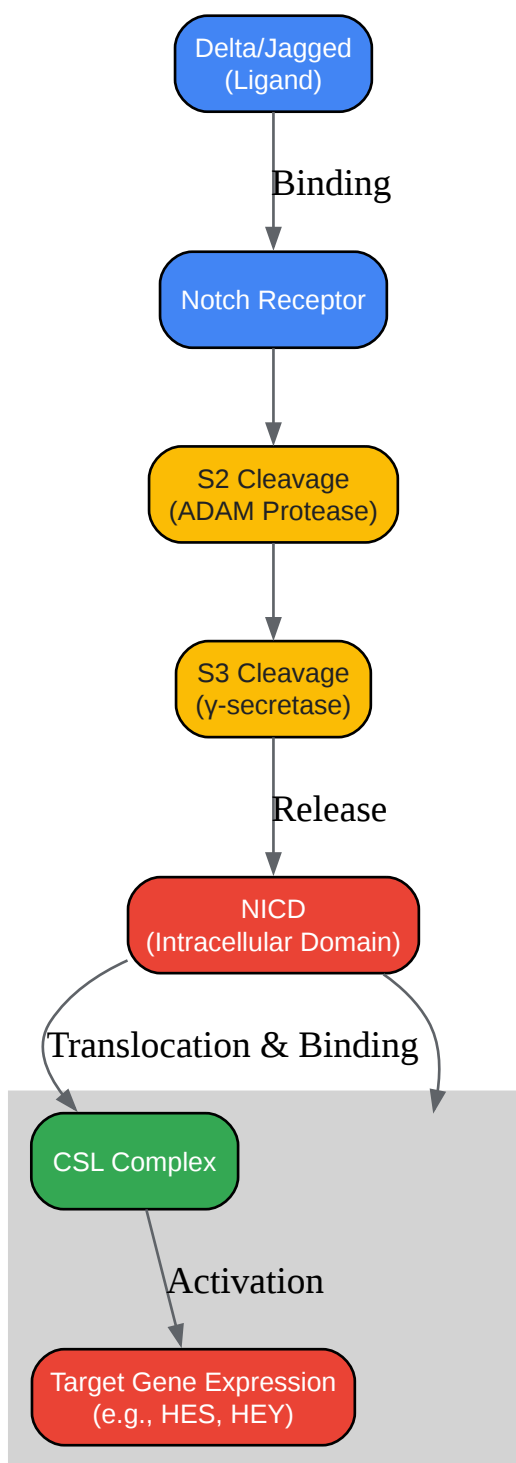 Delta/Jagged
(Ligand)
Binding
Notch Receptor
S2 Cleavage
(ADAM Protease)
S3 Cleavage
(γ-secretase)
Release
NICD
(Intracellular Domain)
Translocation & Binding
CSL Complex
Activation
Target Gene Expression
(e.g., HES, HEY)